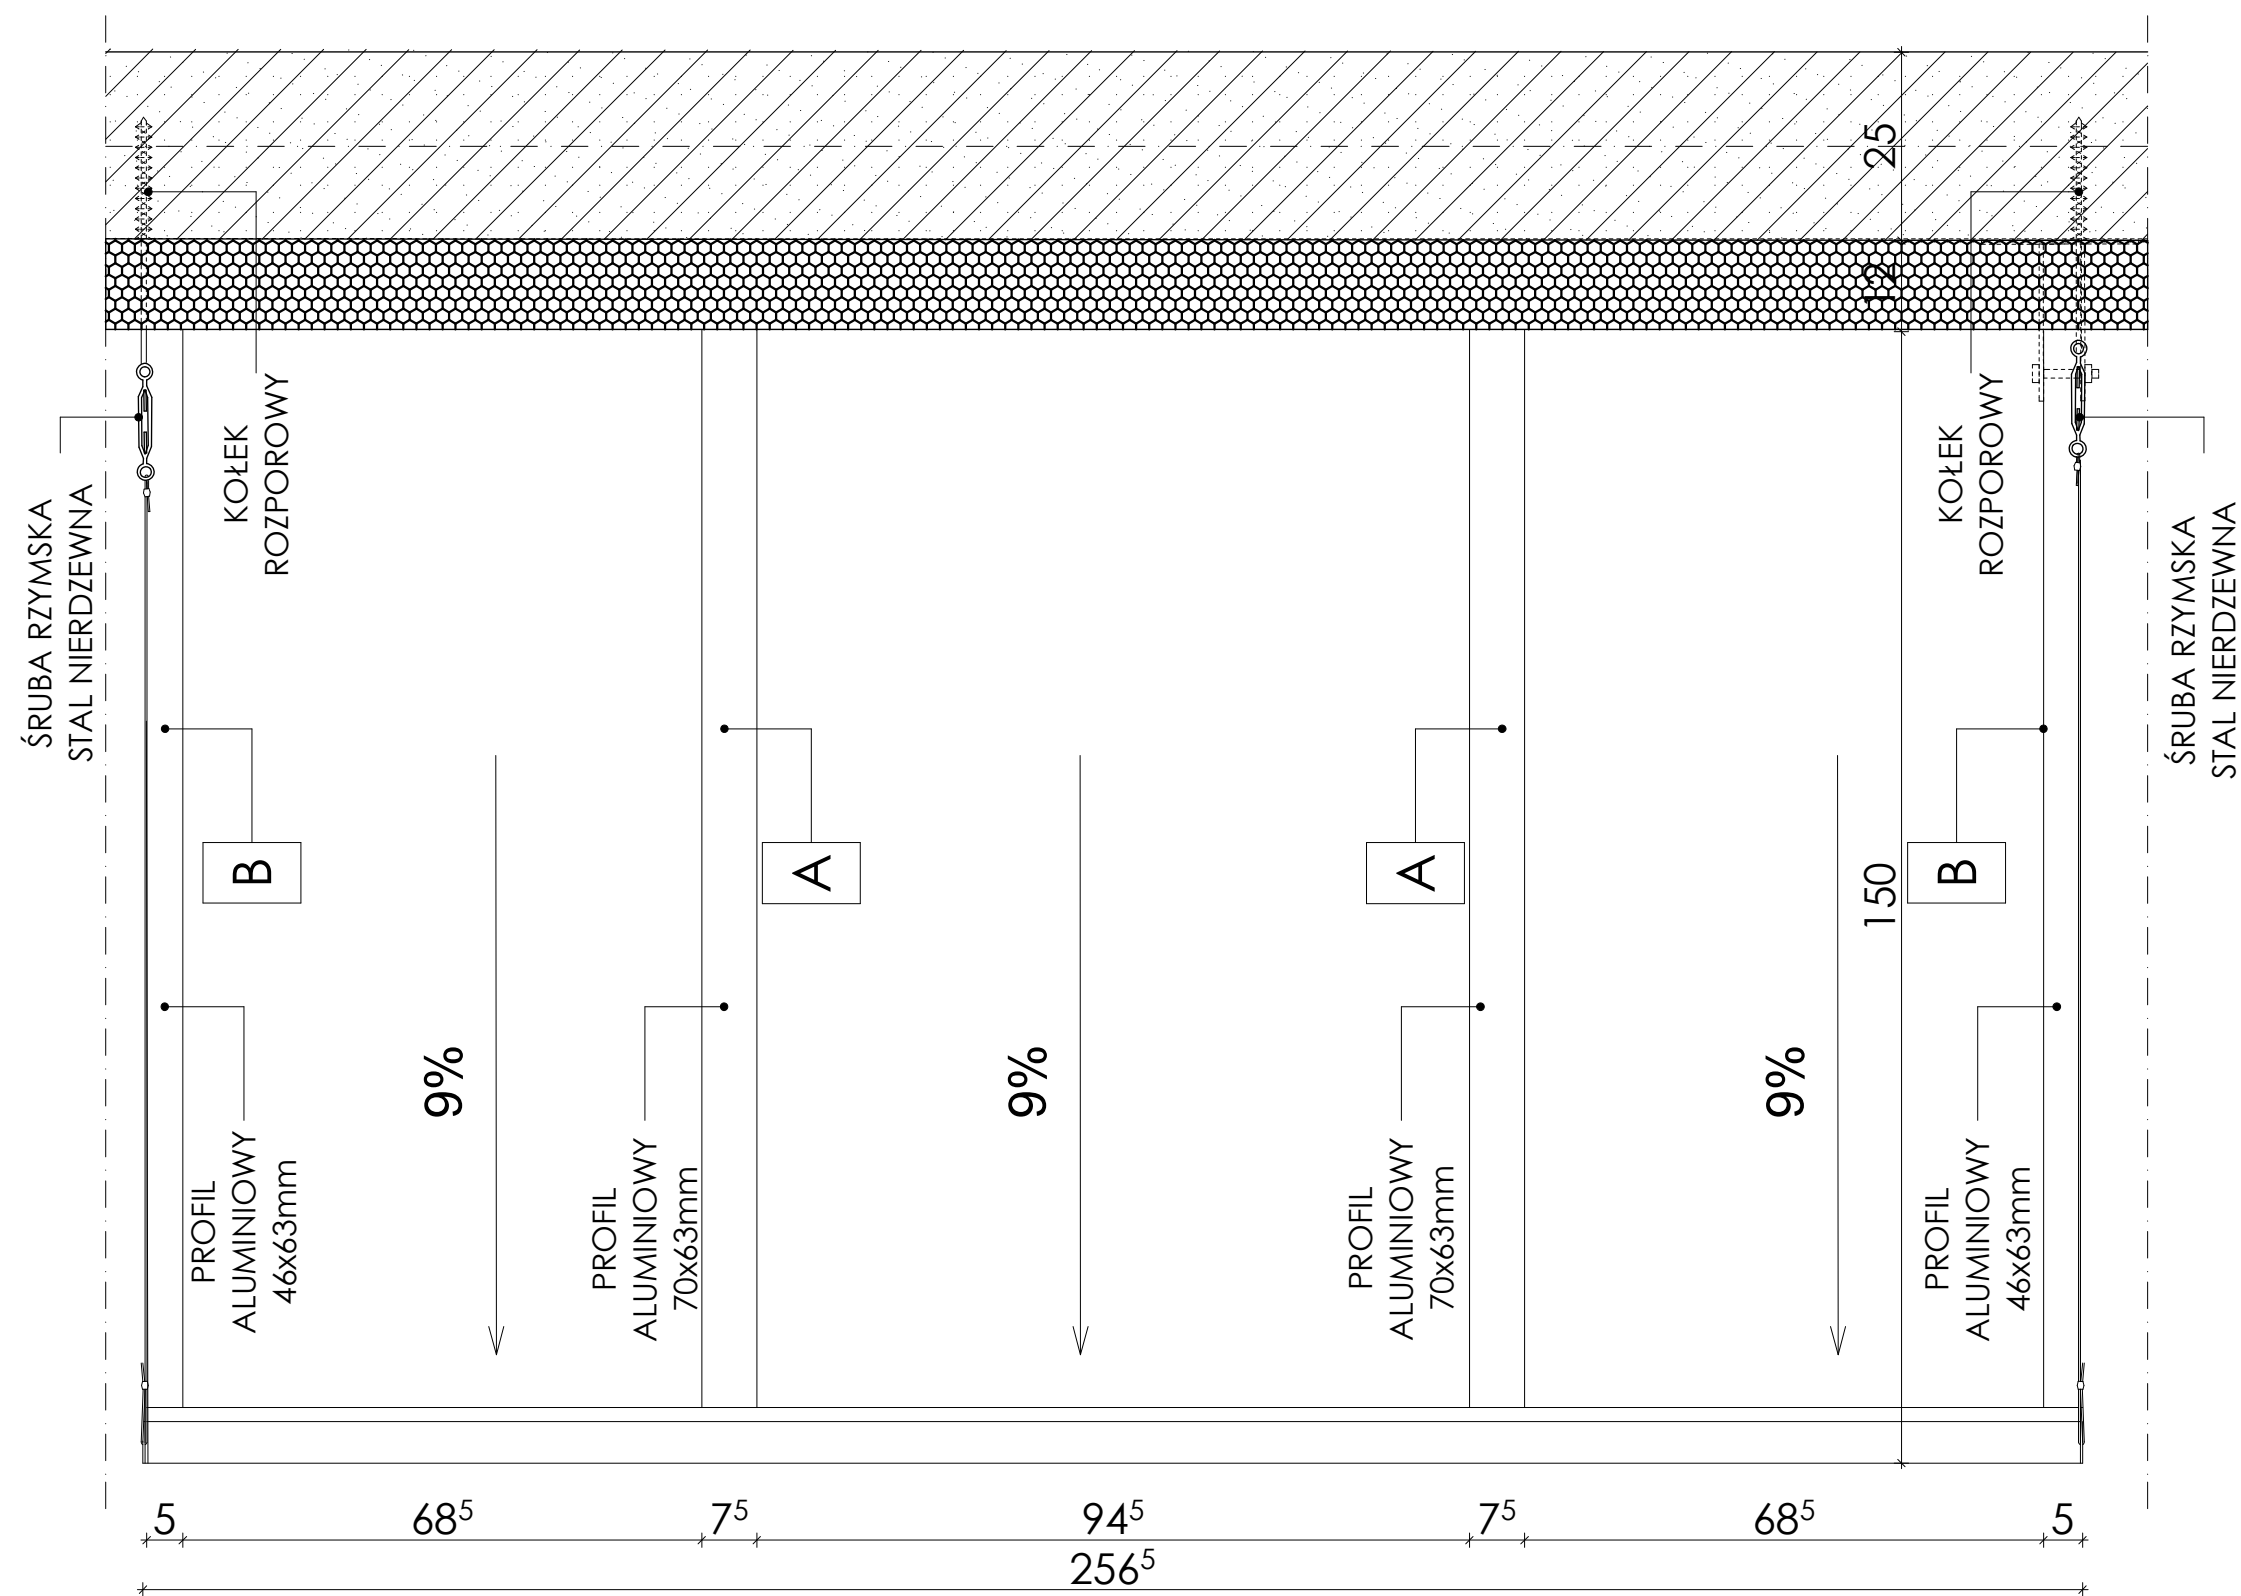 25
12
KOŁEK
ROZPOROWY
KOŁEK
ROZPOROWY
ŚRUBA RZYMSKA
STAL NIERDZEWNA
ŚRUBA RZYMSKA
STAL NIERDZEWNA
B
A
A
150
B
9%
9%
9%
PROFIL
ALUMINIOWY
46x63mm
PROFIL
ALUMINIOWY
70x63mm
PROFIL
ALUMINIOWY
70x63mm
PROFIL
ALUMINIOWY
46x63mm
5 68⁵ 7⁵ 94⁵ 7⁵ 68⁵ 5
256⁵